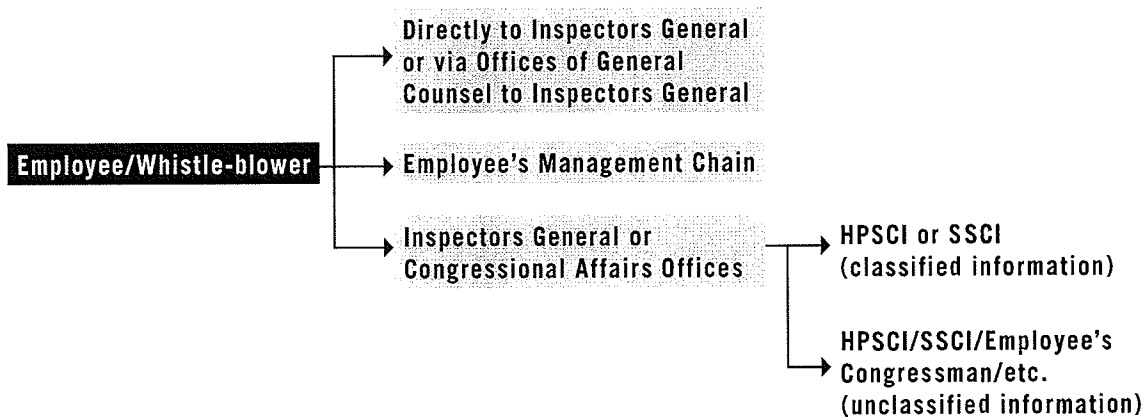 Directly to Inspectors General
or via Offices of General
Counsel to Inspectors General
Employee/Whistle-blower
Employee's Management Chain
Inspectors General or
Congressional Affairs Offices
HPSCI or SSCI
(classified information)
HPSCI/SSCI/Employee's
Congressman/etc.
(unclassified information)